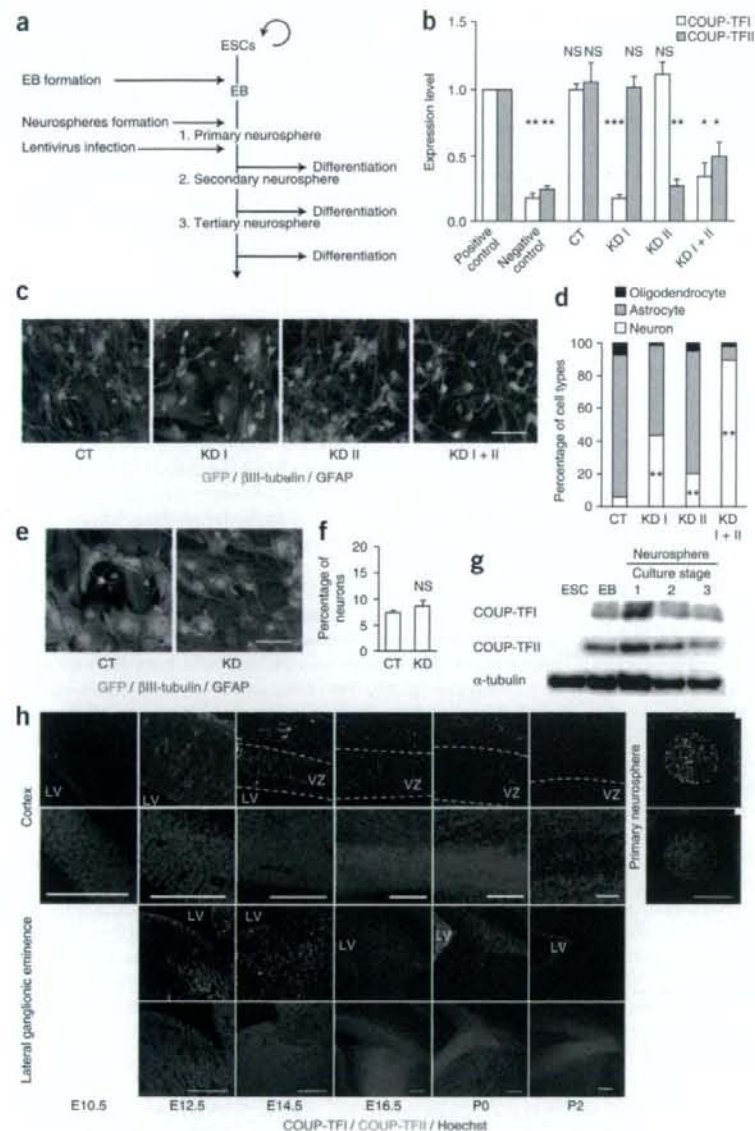 a
ESCs
EB formation
EB
Neurospheres formation
1. Primary neurosphere
Lentivirus infection
Differentiation
2. Secondary neurosphere
Differentiation
3. Tertiary neurosphere
Differentiation
b
COUP-TFI
COUP-TFII
Expression level
1.5
1.0
0.5
0.0
NS NS NS NS
** ** *** ** * *
Positive control
Negative control
CT
KD I
KD II
KD I + II
c
CT KD I KD II KD I + II
GFP / βIII-tubulin / GFAP
d
Oligodendrocyte
Astrocyte
Neuron
Percentage of cell types
100
80
60
40
20
0
**
**
**
CT KD I KD II KD I + II
e
CT KD
GFP / βIII-tubulin / GFAP
f
Percentage of neurons
20
15
10
5
0
NS
CT KD
g
Neurosphere
Culture stage
ESC EB 1 2 3
COUP-TFI
COUP-TFII
α-tubulin
h
Cortex
LV LV LV VZ VZ VZ VZ
Primary neurosphere
Lateral ganglionic eminence
LV LV LV LV LV
E10.5 E12.5 E14.5 E16.5 P0 P2
COUP-TFI / COUP-TFII / Hoechst